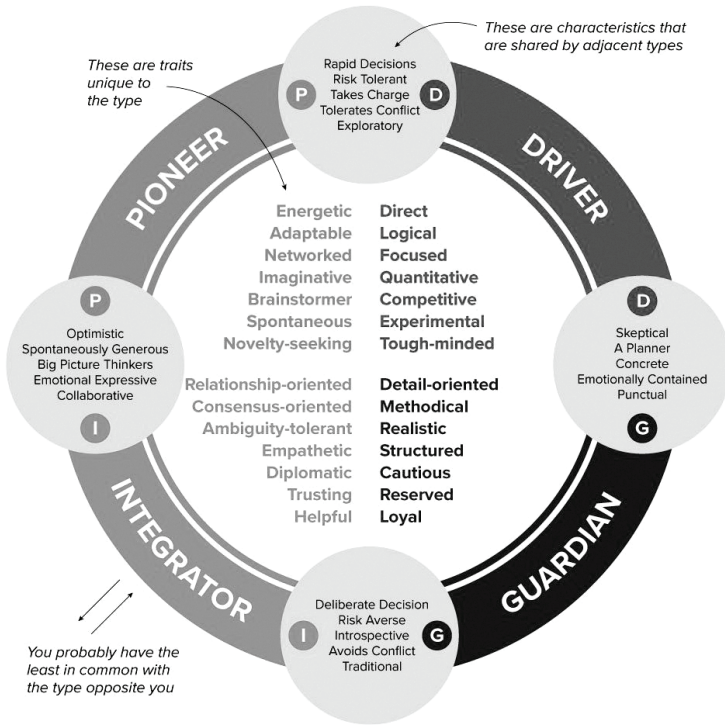 These are characteristics that
are shared by adjacent types
These are traits
unique to
the type
Rapid Decisions
Risk Tolerant
Takes Charge
Tolerates Conflict
Exploratory
P
D
PIONEER
DRIVER
Energetic
Adaptable
Networked
Imaginative
Brainstormer
Spontaneous
Novelty-seeking
Direct
Logical
Focused
Quantitative
Competitive
Experimental
Tough-minded
P
Optimistic
Spontaneously Generous
Big Picture Thinkers
Emotional Expressive
Collaborative
I
D
Skeptical
A Planner
Concrete
Emotionally Contained
Punctual
G
Relationship-oriented
Consensus-oriented
Ambiguity-tolerant
Empathetic
Diplomatic
Trusting
Helpful
Detail-oriented
Methodical
Realistic
Structured
Cautious
Reserved
Loyal
INTEGRATOR
GUARDIAN
Deliberate Decision
Risk Averse
Introspective
Avoids Conflict
Traditional
I
G
You probably have the
least in common with
the type opposite you